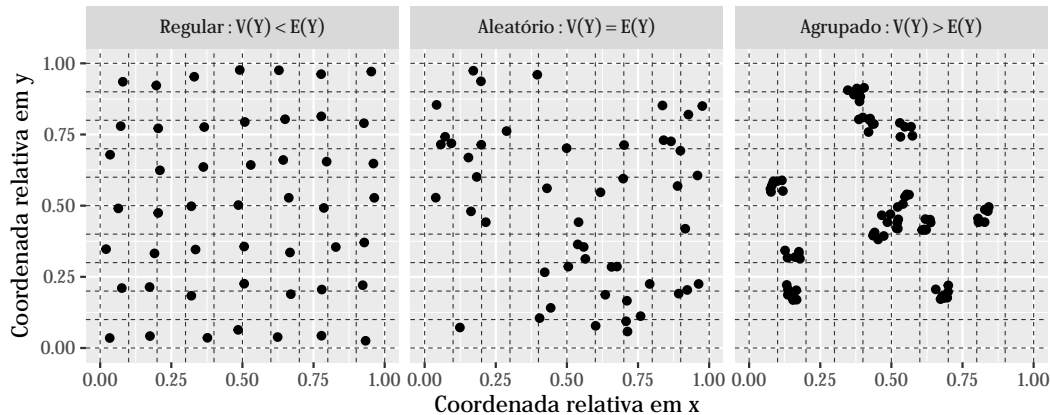 Regular : V(Y) < E(Y)
Aleatório : V(Y) = E(Y)
Agrupado : V(Y) > E(Y)
Coordenada relativa em y
1.00
0.75
0.50
0.25
0.00
0.00 0.25 0.50 0.75 1.00
0.00 0.25 0.50 0.75 1.00
0.00 0.25 0.50 0.75 1.00
Coordenada relativa em x